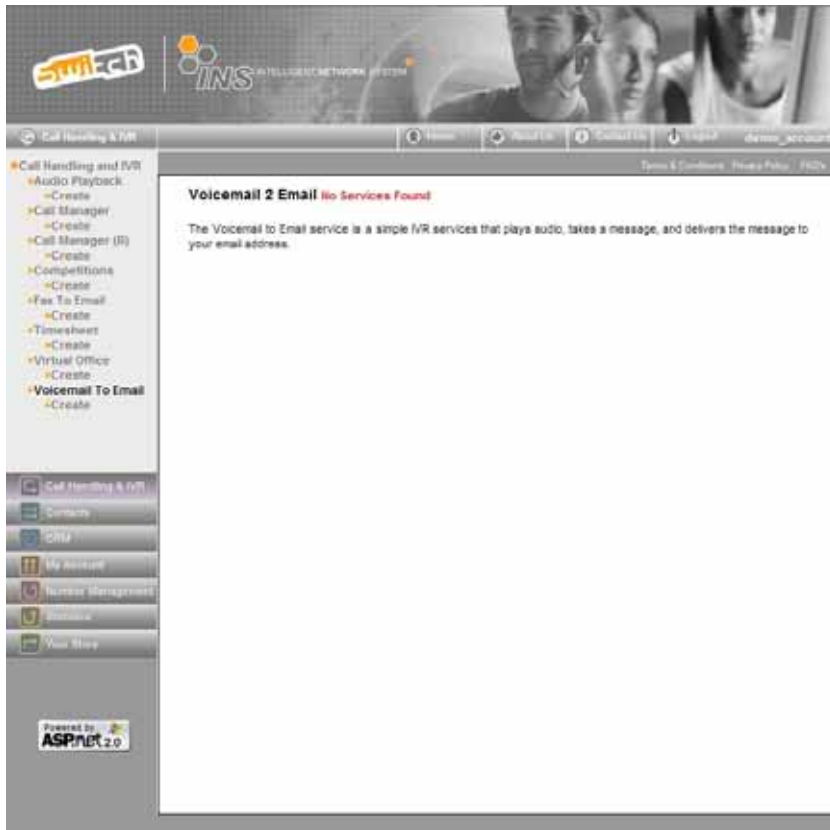 switch
INS INTELLIGENT NETWORK SYSTEM
Call Handling & IVR
Home
About Us
Contact Us
Logout
demo_account
Terms & Conditions Privacy Policy FAQ's
Call Handling and IVR
Audio Playback
Create
Call Manager
Create
Call Manager (R)
Create
Competitions
Create
Fax To Email
Create
Timesheet
Create
Virtual Office
Create
Voicemail To Email
Create
Voicemail 2 Email No Services Found
The Voicemail to Email service is a simple IVR services that plays audio, takes a message, and delivers the message to
your email address.
Call Handling & IVR
Contacts
CRM
My Account
Number Management
Statistics
Your Store
Powered by
ASP.net 2.0